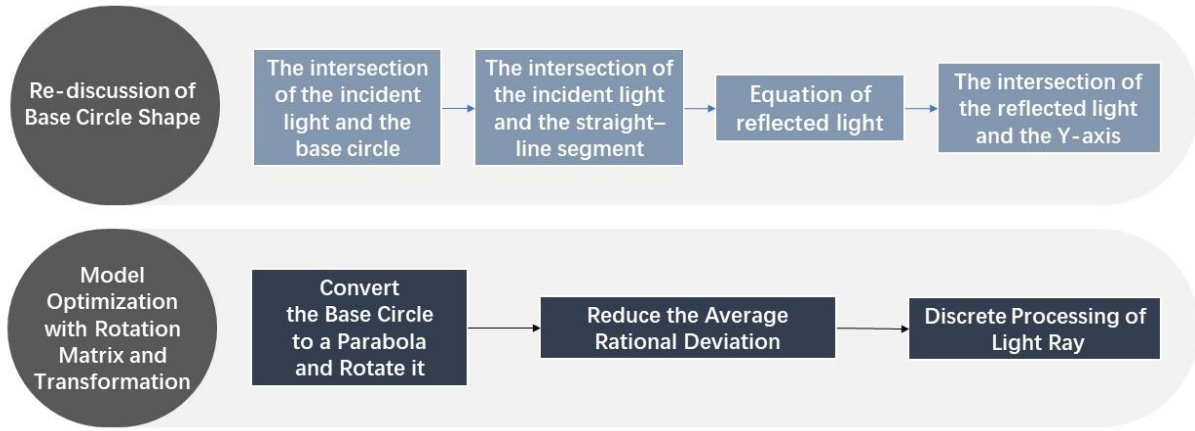 Re-discussion of
Base Circle Shape
The intersection
of the incident
light and the
base circle
The intersection of
the incident light
and the straight–
line segment
Equation of
reflected light
The intersection of
the reflected light
and the Y-axis
Model
Optimization
with Rotation
Matrix and
Transformation
Convert
the Base Circle
to a Parabola
and Rotate it
Reduce the Average
Rational Deviation
Discrete Processing of
Light Ray